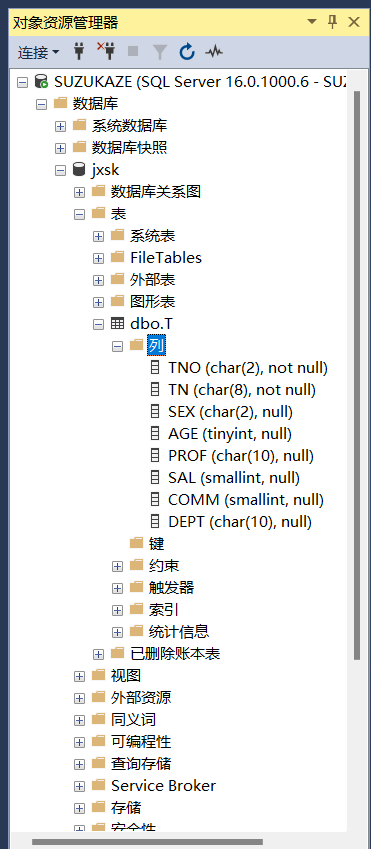 对象资源管理器
连接
SUZUKAZE (SQL Server 16.0.1000.6 - SUZ
数据库
系统数据库
数据库快照
jxsk
数据库关系图
表
系统表
FileTables
外部表
图形表
dbo.T
列
TNO (char(2), not null)
TN (char(8), not null)
SEX (char(2), null)
AGE (tinyint, null)
PROF (char(10), null)
SAL (smallint, null)
COMM (smallint, null)
DEPT (char(10), null)
键
约束
触发器
索引
统计信息
已删除账本表
视图
外部资源
同义词
可编程性
查询存储
Service Broker
存储
安全性